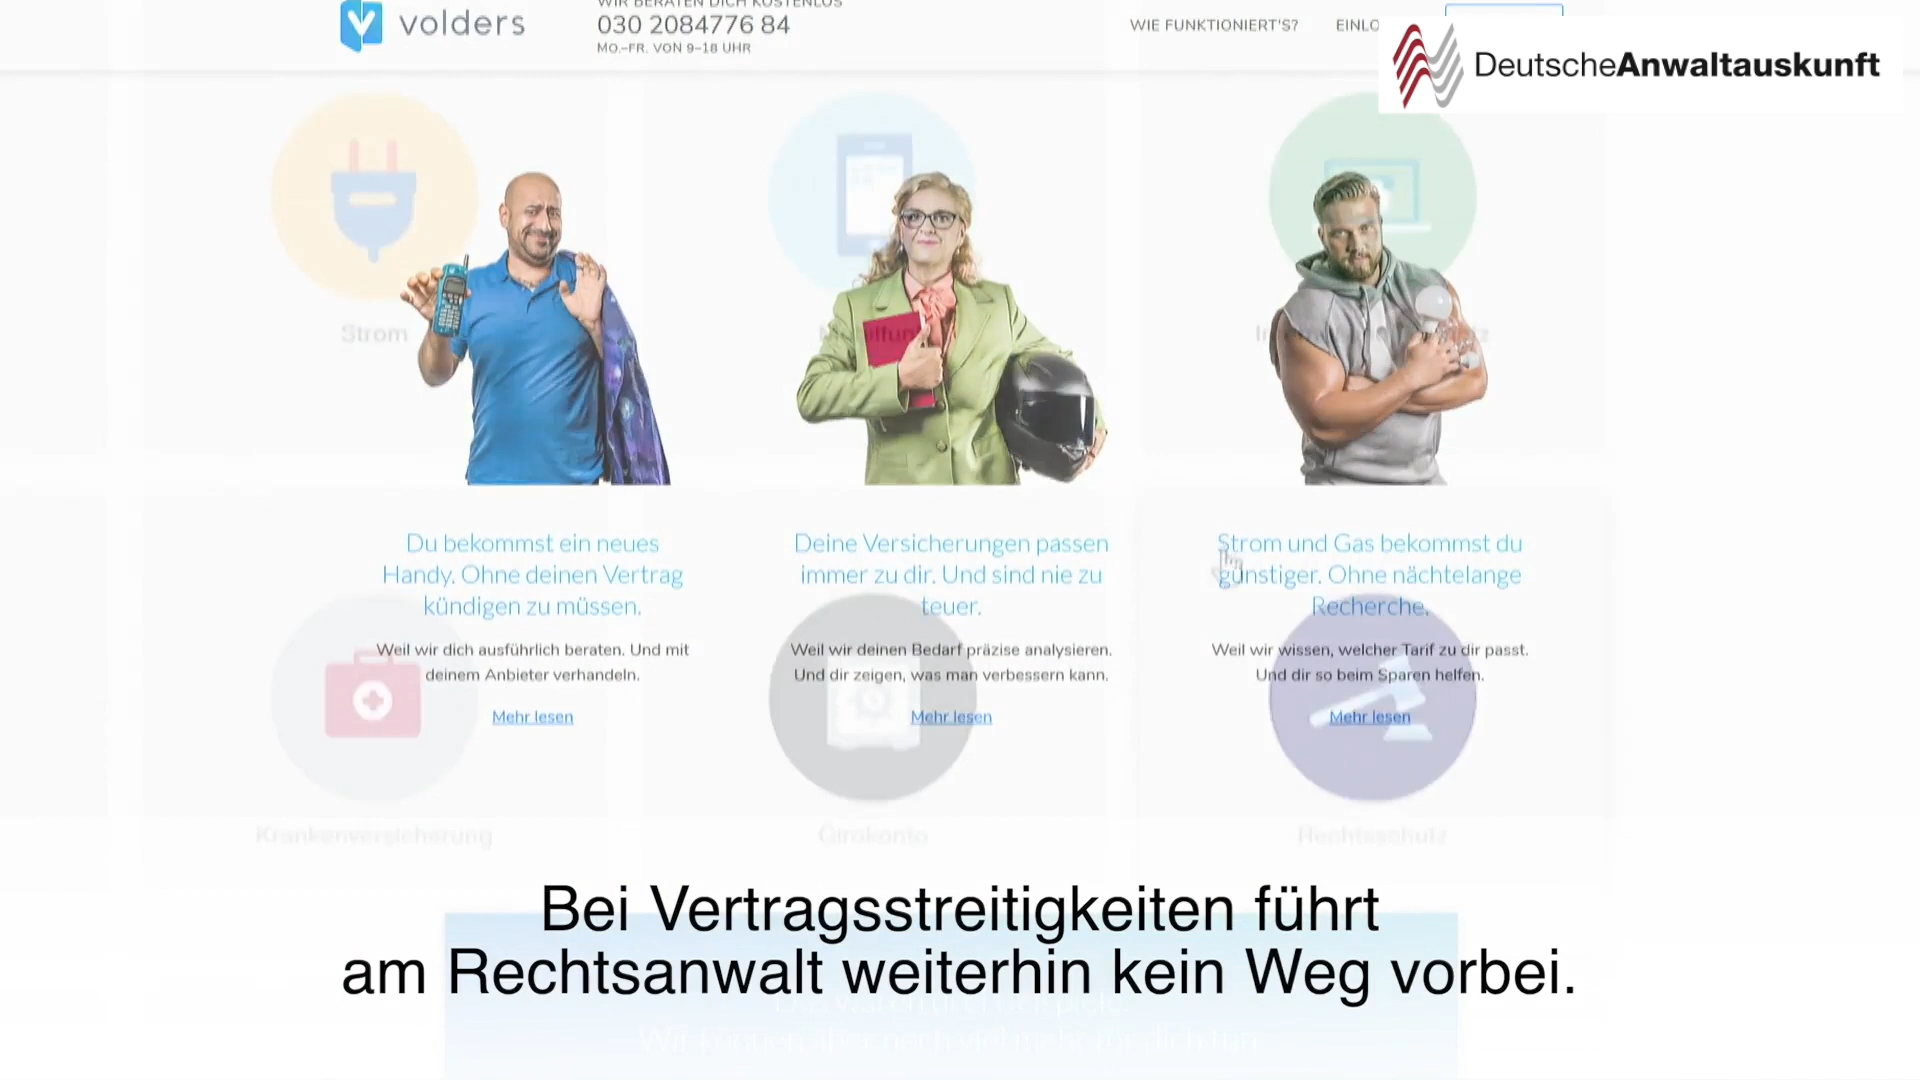 volders
WIR BERATEN DICH KOSTENLOS
030 2084776 84
MO.–FR. VON 9–18 UHR
WIE FUNKTIONIERT'S?
DeutscheAnwaltauskunft
Strom
Du bekommst ein neues
Handy. Ohne deinen Vertrag
kündigen zu müssen.
Weil wir dich ausführlich beraten. Und mit
deinem Anbieter verhandeln.
Mehr lesen
Deine Versicherungen passen
immer zu dir. Und sind nie zu
teuer.
Weil wir deinen Bedarf präzise analysieren.
Und dir zeigen, was man verbessern kann.
Mehr lesen
Strom und Gas bekommst du
günstiger. Ohne nächtelange
Recherche.
Weil wir wissen, welcher Tarif zu dir passt.
Und dir so beim Sparen helfen.
Mehr lesen
Krankenversicherung
Girokonto
Rechtsschutz
Bei Vertragsstreitigkeiten führt
am Rechtsanwalt weiterhin kein Weg vorbei.